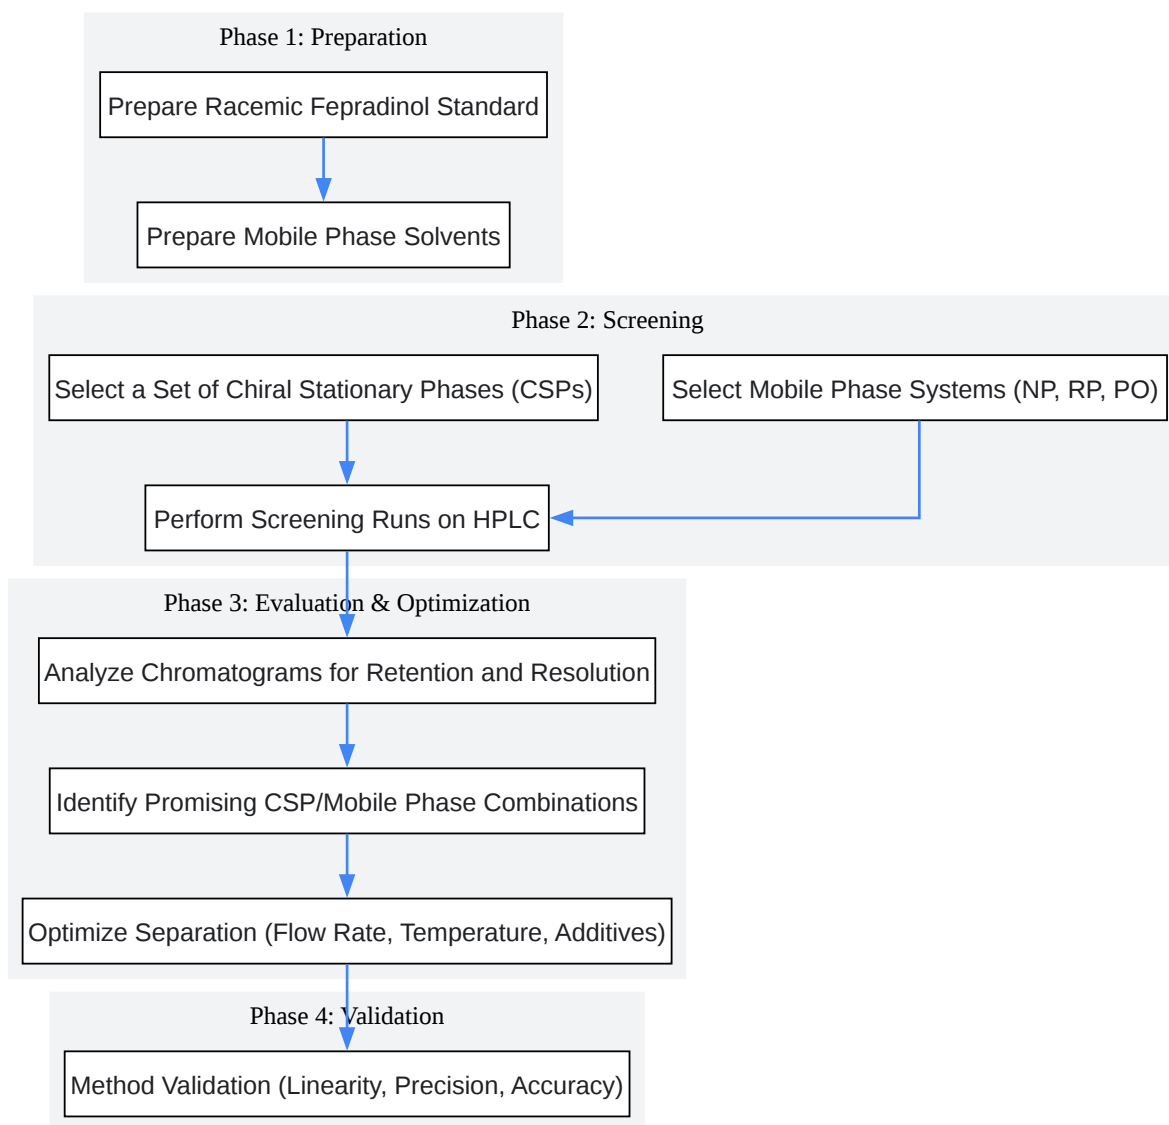 Phase 1: Preparation
Prepare Racemic Fepradinol Standard
Prepare Mobile Phase Solvents
Phase 2: Screening
Select a Set of Chiral Stationary Phases (CSPs)
Select Mobile Phase Systems (NP, RP, PO)
Perform Screening Runs on HPLC
Phase 3: Evaluation & Optimization
Analyze Chromatograms for Retention and Resolution
Identify Promising CSP/Mobile Phase Combinations
Optimize Separation (Flow Rate, Temperature, Additives)
Phase 4: Validation
Method Validation (Linearity, Precision, Accuracy)